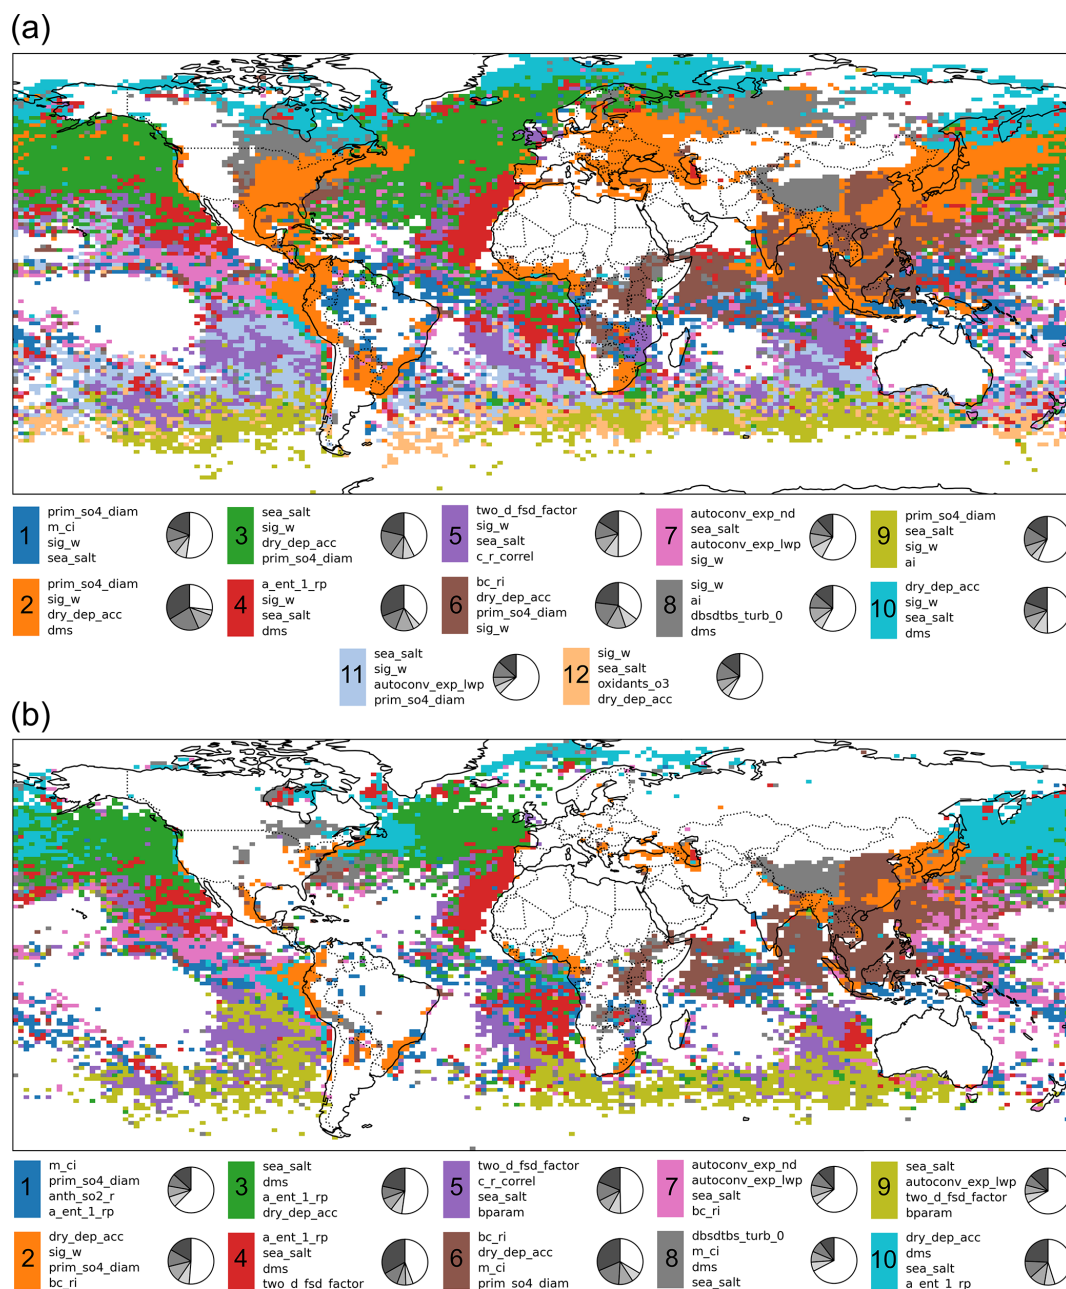 (a)
1
prim_so4_diam
m_ci
sig_w
sea_salt
3
sea_salt
sig_w
dry_dep_acc
prim_so4_diam
5
two_d_fsd_factor
sig_w
sea_salt
c_r_correl
7
autoconv_exp_nd
sea_salt
autoconv_exp_lwp
sig_w
9
prim_so4_diam
sea_salt
sig_w
ai
2
prim_so4_diam
sig_w
dry_dep_acc
dms
4
a_ent_1_rp
sig_w
sea_salt
dms
6
bc_ri
dry_dep_acc
prim_so4_diam
sig_w
8
sig_w
ai
dbsdtbs_turb_0
dms
10
dry_dep_acc
sig_w
sea_salt
dms
11
sea_salt
sig_w
autoconv_exp_lwp
prim_so4_diam
12
sig_w
sea_salt
oxidants_o3
dry_dep_acc
(b)
1
m_ci
prim_so4_diam
anth_so2_r
a_ent_1_rp
3
sea_salt
dms
a_ent_1_rp
dry_dep_acc
5
two_d_fsd_factor
c_r_correl
sea_salt
bparam
7
autoconv_exp_nd
autoconv_exp_lwp
sea_salt
bc_ri
9
sea_salt
autoconv_exp_lwp
two_d_fsd_factor
bparam
2
dry_dep_acc
sig_w
prim_so4_diam
bc_ri
4
a_ent_1_rp
sea_salt
dms
two_d_fsd_factor
6
bc_ri
dry_dep_acc
m_ci
prim_so4_diam
8
dbsdtbs_turb_0
m_ci
dms
sea_salt
10
dry_dep_acc
dms
sea_salt
a_ent_1_rp